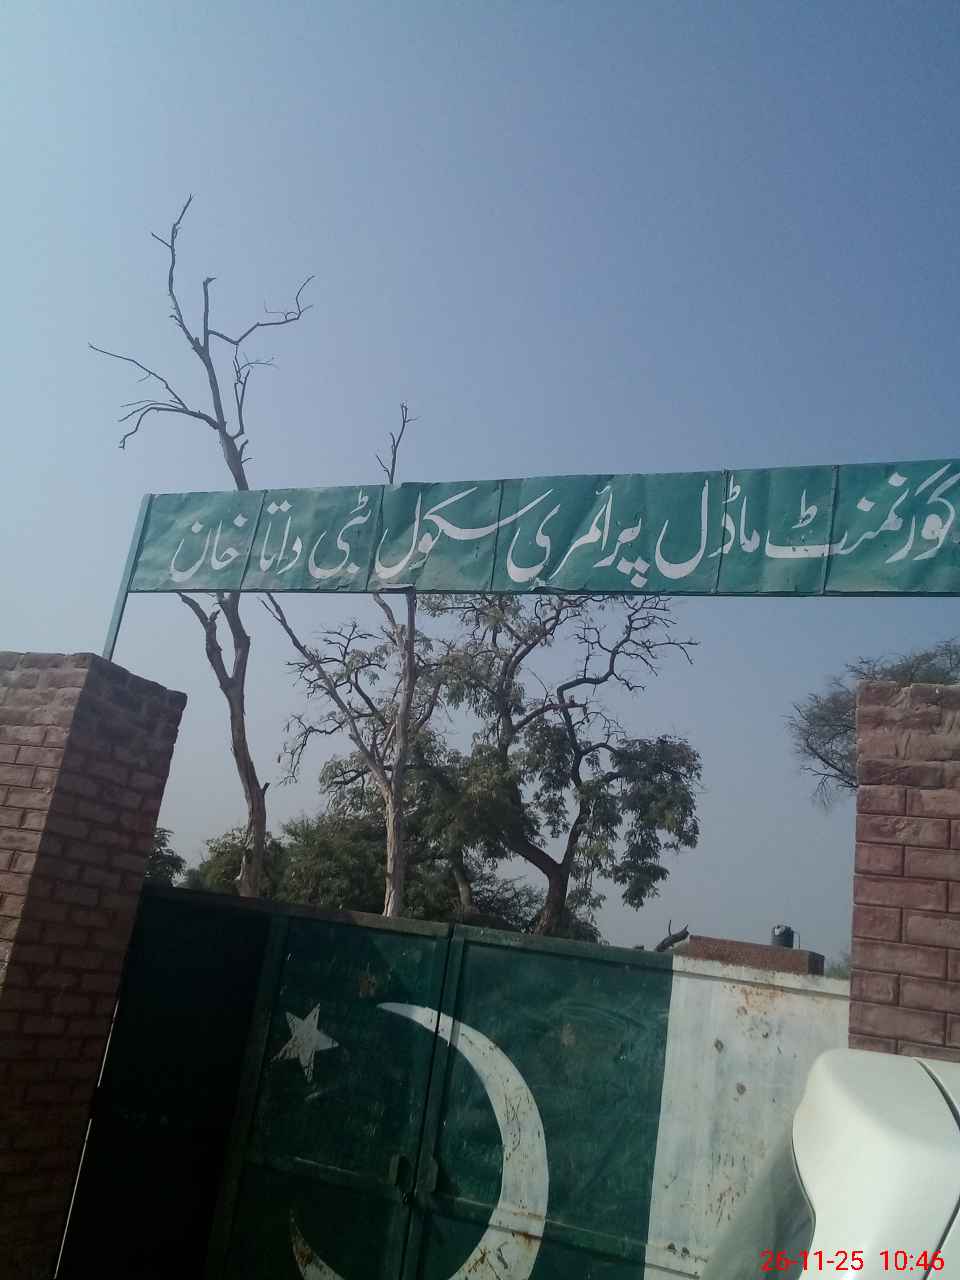 گورنمنٹ ماڈل پرائمری سکول ٹبی داتا خان
26-11-25 10:46